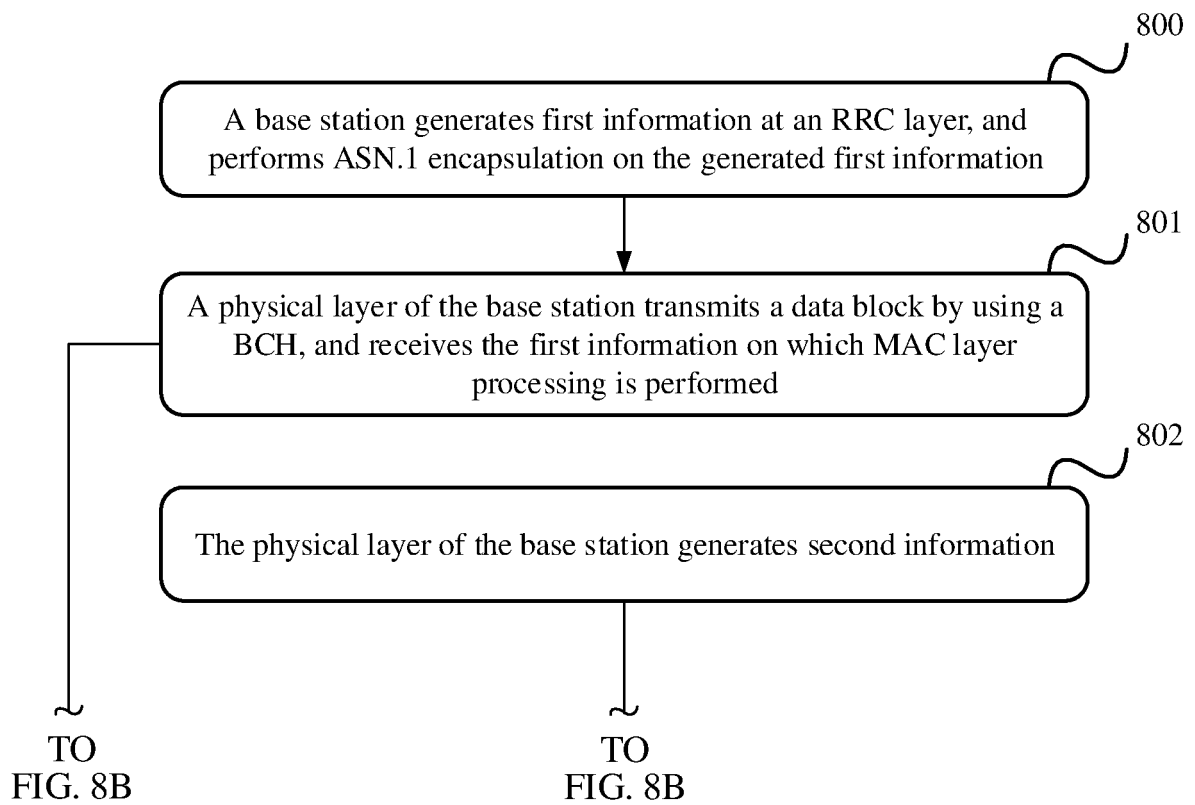 800
A base station generates first information at an RRC layer, and
performs ASN.1 encapsulation on the generated first information
801
A physical layer of the base station transmits a data block by using a
BCH, and receives the first information on which MAC layer
processing is performed
802
The physical layer of the base station generates second information
TO
FIG. 8B
TO
FIG. 8B